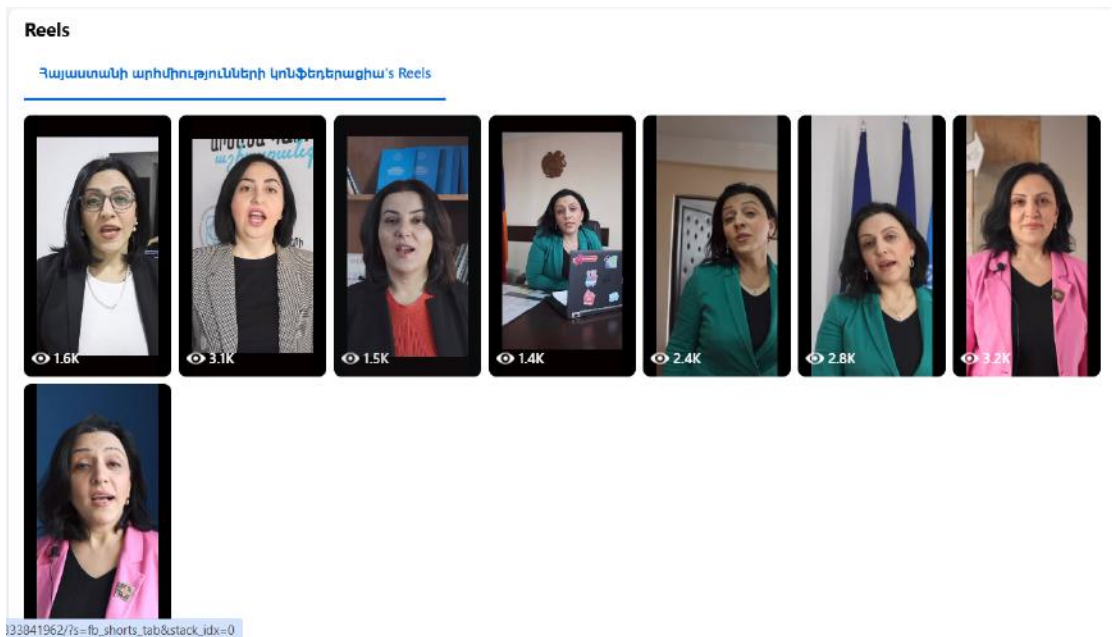 Reels
Հայաստանի արհմիությունների կոնֆեդերացիա's Reels
1.6K
3.1K
1.5K
1.4K
2.4K
2.8K
3.2K
333841962/?s=fb_shorts_tab&stack_idx=0